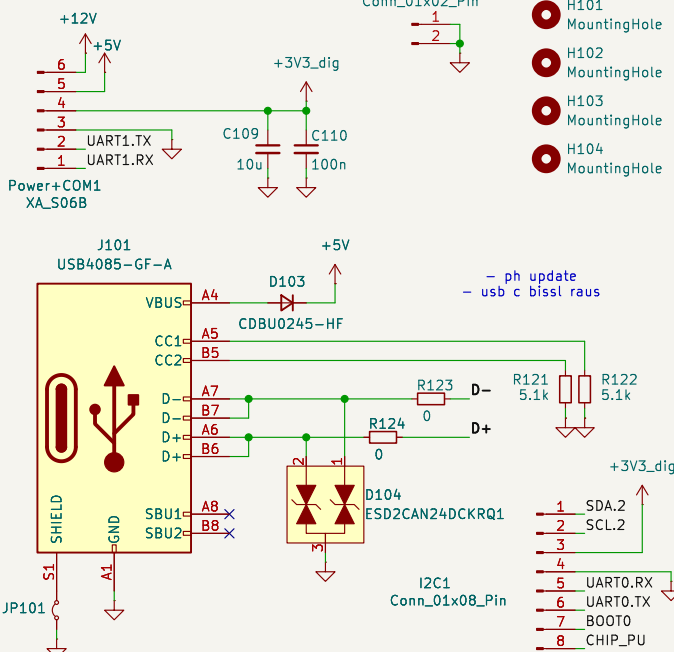 Conn_01x02_Pin
1
2
H101
MountingHole
H102
MountingHole
H103
MountingHole
H104
MountingHole
+12V
+5V
6
5
4
3
2
UART1.TX
1
UART1.RX
Power+COM1
XA_S06B
+3V3_dig
C109
10u
C110
100n
J101
USB4085-GF-A
VBUS
A4
CC1
A5
CC2
B5
D-
A7
D-
B7
D+
A6
D+
B6
SBU1
A8
SBU2
B8
SHIELD
GND
S1
A1
JP101
+5V
D103
CDBU0245-HF
R123
0
D-
R124
0
D+
2
1
D104
ESD2CAN24DCKRQ1
3
- ph update
- usb c bissl raus
R121
5.1k
R122
5.1k
+3V3_dig
1
SDA.2
2
SCL.2
3
4
5
UART0.RX
6
UART0.TX
7
BOOT0
8
CHIP_PU
I2C1
Conn_01x08_Pin